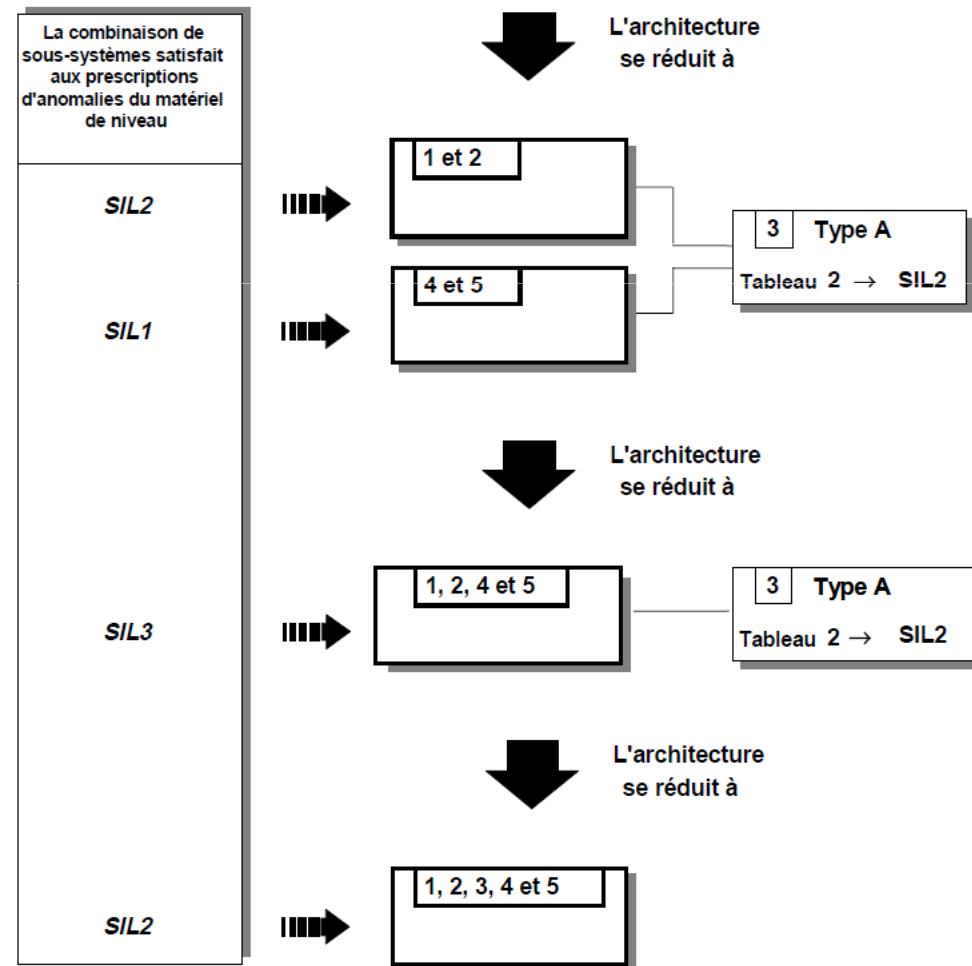 La combinaison de
sous-systèmes satisfait
aux prescriptions
d'anomalies du matériel
de niveau
L'architecture
se réduit à
SIL2
1 et 2
3 Type A
Tableau 2 → SIL2
SIL1
4 et 5
L'architecture
se réduit à
SIL3
1, 2, 4 et 5
3 Type A
Tableau 2 → SIL2
L'architecture
se réduit à
SIL2
1, 2, 3, 4 et 5